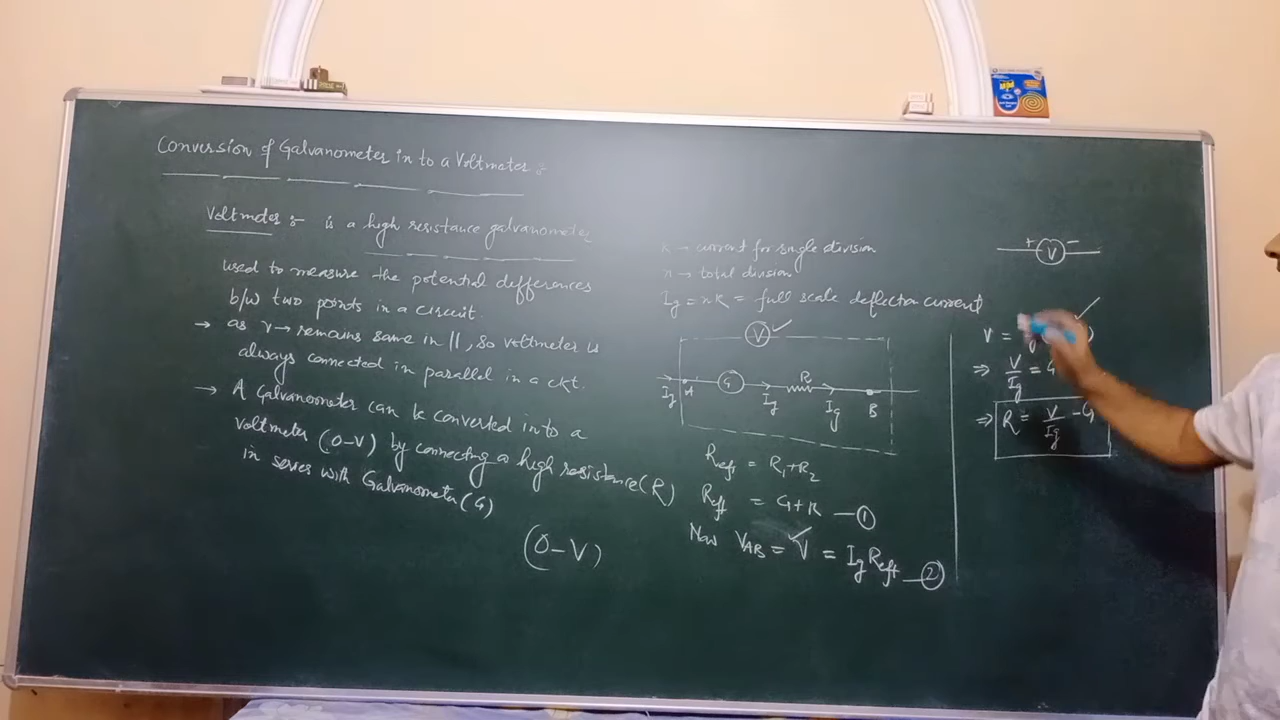 Conversion of Galvanometer in to a Voltmeter :-
Voltmeter :- is a high resistance galvanometer
used to measure the potential differences
b/w two points in a circuit.
→ as V → remains same in ||, so voltmeter is
always connected in parallel in a ckt.
→ A Galvanometer can be converted into a
voltmeter (O-V) by connecting a high resistance (R)
in series with Galvanometer (G)
(O-V)
K → current for single division
n → total division
Ig = nK = full scale deflection current
V
Ig A G Ig R Ig B
Reff = R1+R2
Reff = G+R — ①
Now VAB = V = Ig Reff — ②
+ V -
V =
⇒ V/Ig = G
⇒ R = V/Ig - G